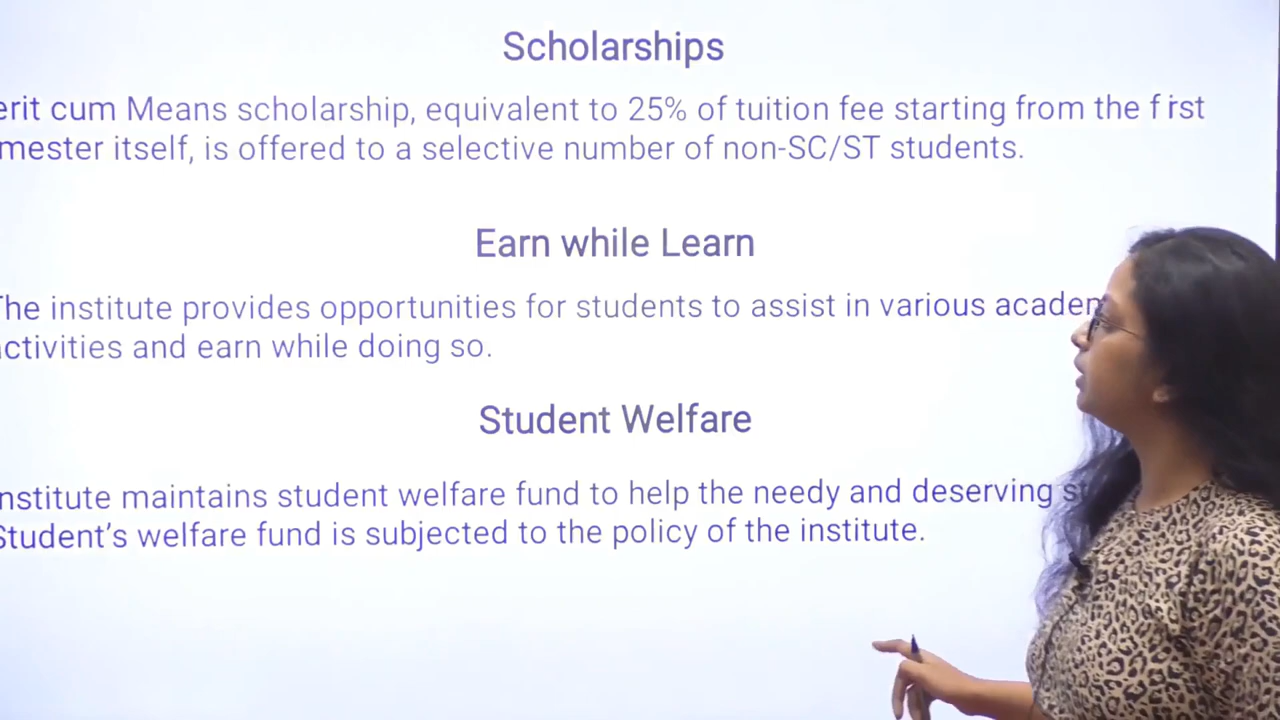 Scholarships
erit cum Means scholarship, equivalent to 25% of tuition fee starting from the first
mester itself, is offered to a selective number of non-SC/ST students.
Earn while Learn
The institute provides opportunities for students to assist in various academ
ctivities and earn while doing so.
Student Welfare
nstitute maintains student welfare fund to help the needy and deserving st
Student's welfare fund is subjected to the policy of the institute.